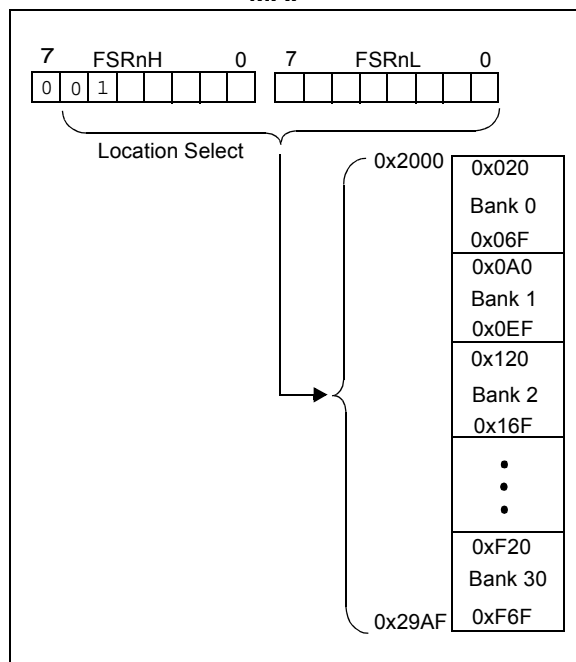 7 FSRnH 0 7 FSRnL 0
0 0 1
Location Select
0x2000
0x020
Bank 0
0x06F
0x0A0
Bank 1
0x0EF
0x120
Bank 2
0x16F
0xF20
Bank 30
0x29AF
0xF6F